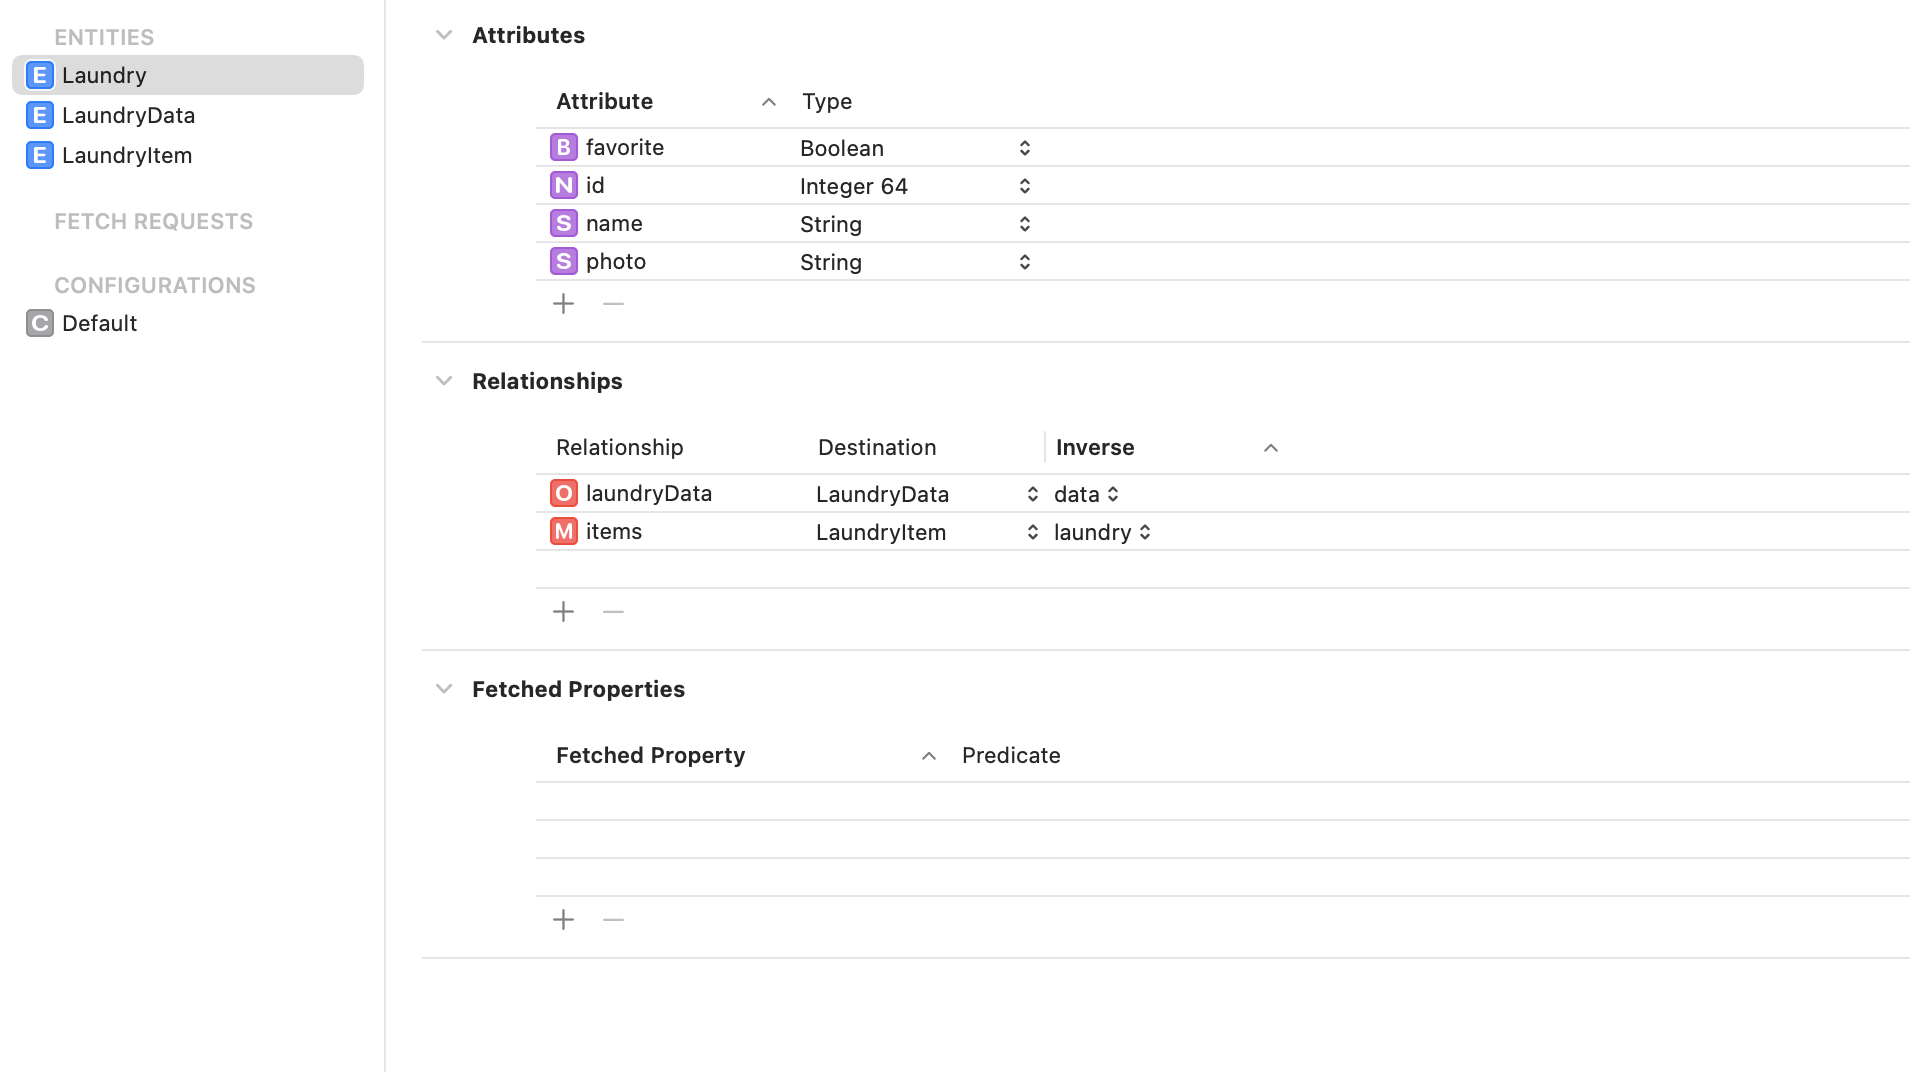 ENTITIES
E Laundry
E LaundryData
E LaundryItem
FETCH REQUESTS
CONFIGURATIONS
C Default
Attributes
Attribute Type
B favorite Boolean
N id Integer 64
S name String
S photo String
Relationships
Relationship Destination Inverse
O laundryData LaundryData data
M items LaundryItem laundry
Fetched Properties
Fetched Property Predicate